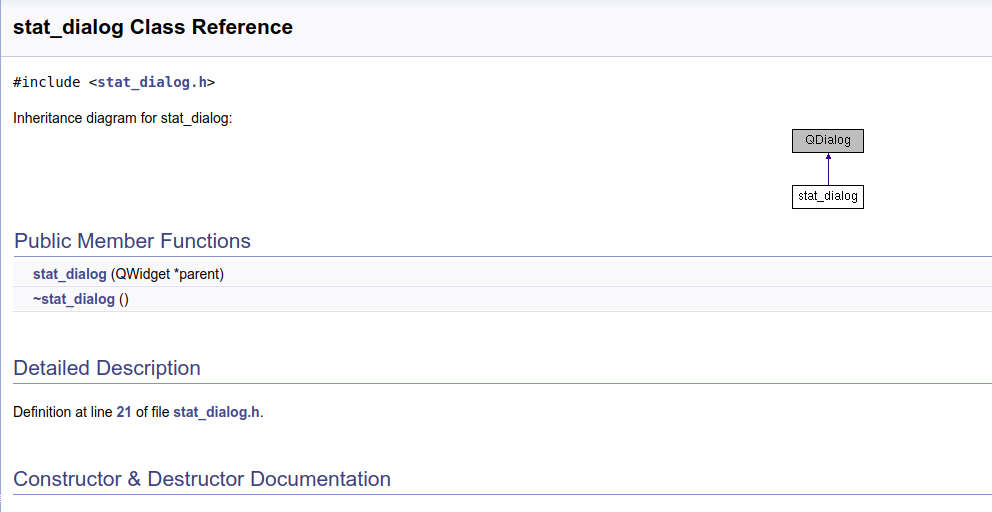 stat_dialog Class Reference
#include <stat_dialog.h>
Inheritance diagram for stat_dialog:
QDialog
stat_dialog
Public Member Functions
stat_dialog (QWidget *parent)
~stat_dialog ()
Detailed Description
Definition at line 21 of file stat_dialog.h.
Constructor & Destructor Documentation